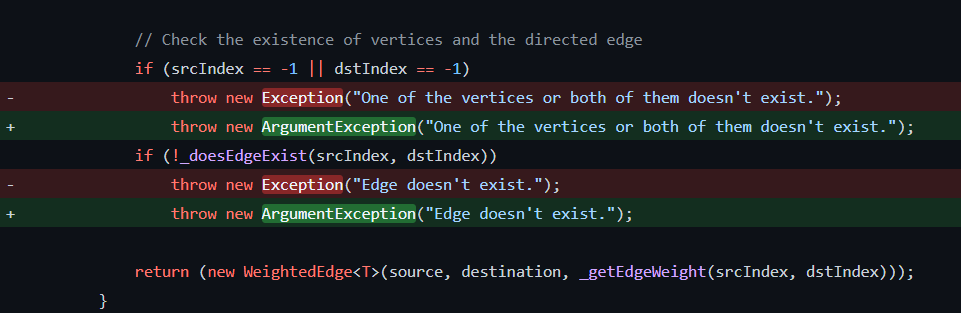 // Check the existence of vertices and the directed edge
if (srcIndex == -1 || dstIndex == -1)
- throw new Exception("One of the vertices or both of them doesn't exist.");
+ throw new ArgumentException("One of the vertices or both of them doesn't exist.");
if (!_doesEdgeExist(srcIndex, dstIndex))
- throw new Exception("Edge doesn't exist.");
+ throw new ArgumentException("Edge doesn't exist.");
return (new WeightedEdge<T>(source, destination, _getEdgeWeight(srcIndex, dstIndex)));
}